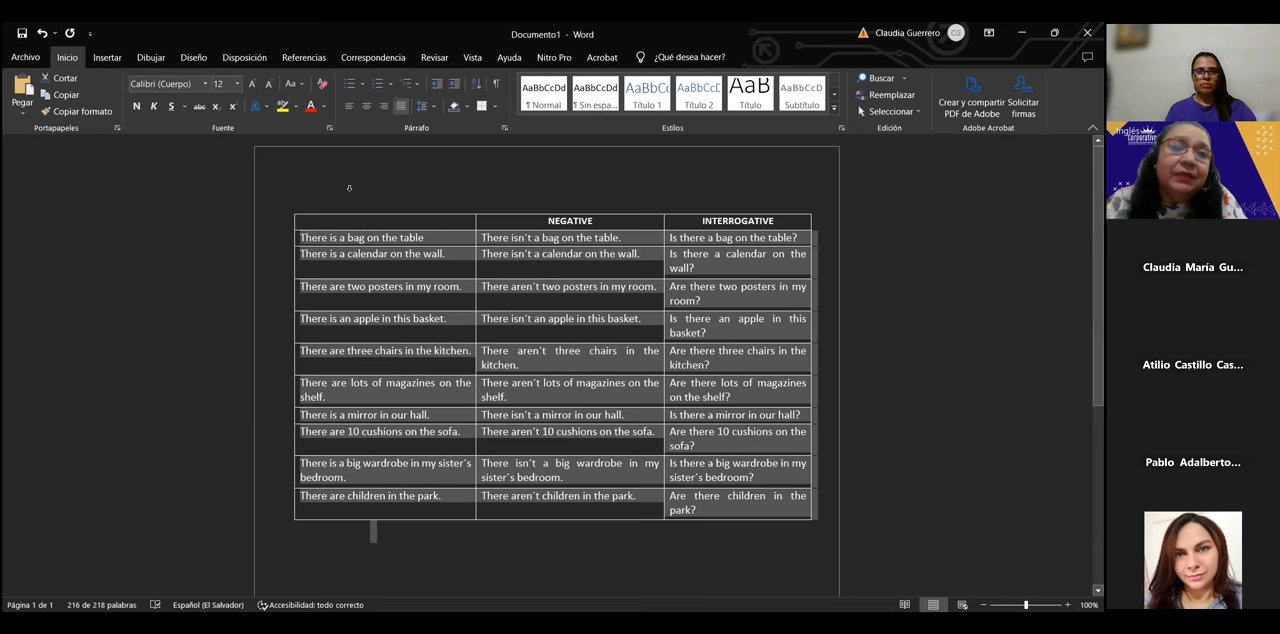 Documento1 - Word
Claudia Guerrero
CG
Archivo Inicio Insertar Dibujar Diseño Disposición Referencias Correspondencia Revisar Vista Ayuda Nitro Pro Acrobat ¿Qué desea hacer?
Pegar
Cortar
Copiar
Copiar formato
Portapapeles
Calibri (Cuerpo) 12
N K S abc x₂ x²
Fuente
Párrafo
AaBbCcDd AaBbCcDd AaBbCc AaBbCcD AaB AaBbCcD
¶ Normal ¶ Sin espa... Título 1 Título 2 Título Subtítulo
Estilos
Buscar
Reemplazar
Seleccionar
Edición
Crear y compartir PDF de Adobe
Solicitar firmas
Adobe Acrobat
NEGATIVE INTERROGATIVE
There is a bag on the table There isn´t a bag on the table. Is there a bag on the table?
There is a calendar on the wall. There isn´t a calendar on the wall. Is there a calendar on the
wall?
There are two posters in my room. There aren´t two posters in my room. Are there two posters in my
room?
There is an apple in this basket. There isn´t an apple in this basket. Is there an apple in this
basket?
There are three chairs in the kitchen. There aren´t three chairs in the Are there three chairs in the
kitchen. kitchen?
There are lots of magazines on the There aren´t lots of magazines on the Are there lots of magazines
shelf. shelf. on the shelf?
There is a mirror in our hall. There isn´t a mirror in our hall. Is there a mirror in our hall?
There are 10 cushions on the sofa. There aren´t 10 cushions on the sofa. Are there 10 cushions on the
sofa?
There is a big wardrobe in my sister´s There isn´t a big wardrobe in my Is there a big wardrobe in my
bedroom. sister´s bedroom. sister´s bedroom?
There are children in the park. There aren´t children in the park. Are there children in the
park?
Página 1 de 1 216 de 218 palabras Español (El Salvador) Accesibilidad: todo correcto 100%
Inglés
Corporativo
Claudia María Gu...
Atilio Castillo Cas...
Pablo Adalberto...